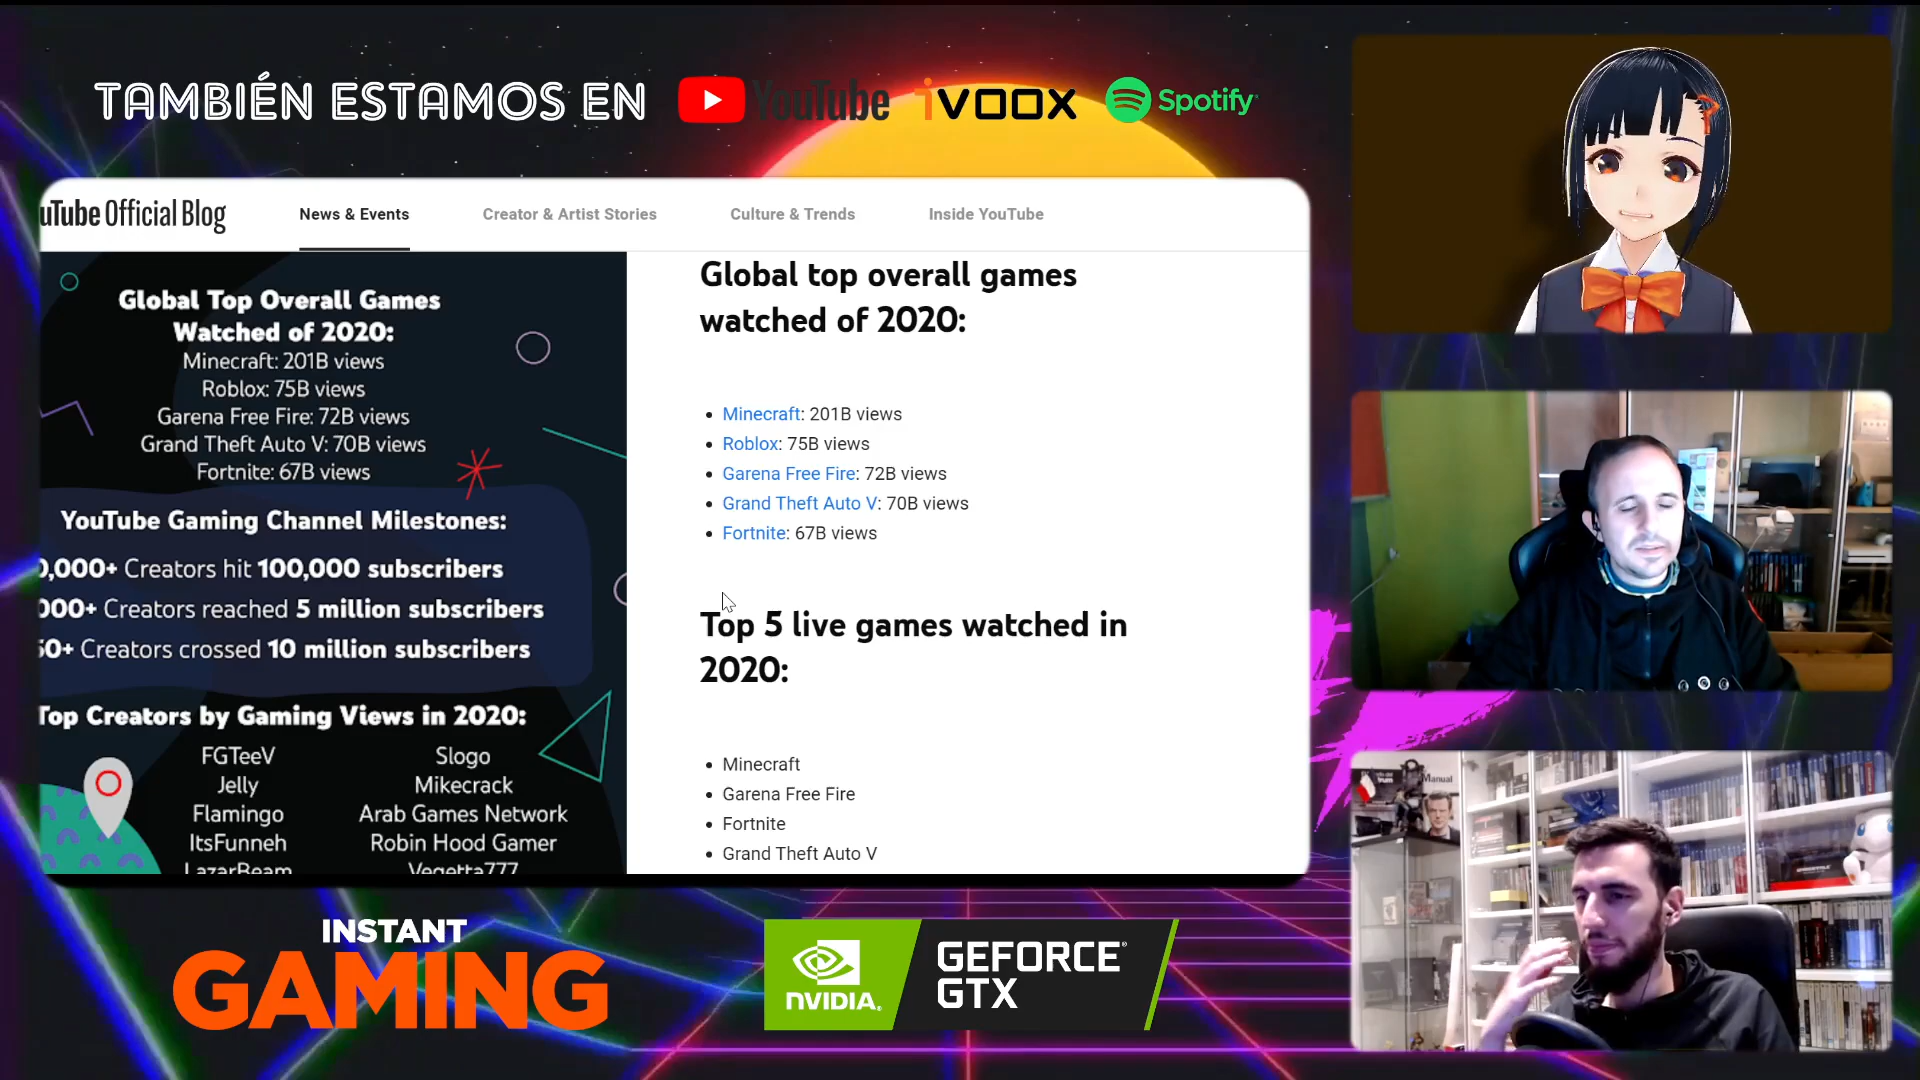 TAMBIÉN ESTAMOS EN YouTube iVOOX Spotify
uTube Official Blog
News & Events
Creator & Artist Stories
Culture & Trends
Inside YouTube
Global Top Overall Games
Watched of 2020:
Minecraft: 201B views
Roblox: 75B views
Garena Free Fire: 72B views
Grand Theft Auto V: 70B views
Fortnite: 67B views
YouTube Gaming Channel Milestones:
0,000+ Creators hit 100,000 subscribers
000+ Creators reached 5 million subscribers
50+ Creators crossed 10 million subscribers
Top Creators by Gaming Views in 2020:
FGTeeV
Jelly
Flamingo
ItsFunneh
LazarBeam
Slogo
Mikecrack
Arab Games Network
Robin Hood Gamer
Vegetta777
Global top overall games
watched of 2020:
Minecraft: 201B views
Roblox: 75B views
Garena Free Fire: 72B views
Grand Theft Auto V: 70B views
Fortnite: 67B views
Top 5 live games watched in
2020:
Minecraft
Garena Free Fire
Fortnite
Grand Theft Auto V
INSTANT
GAMING
NVIDIA.
GEFORCE
GTX
Manual